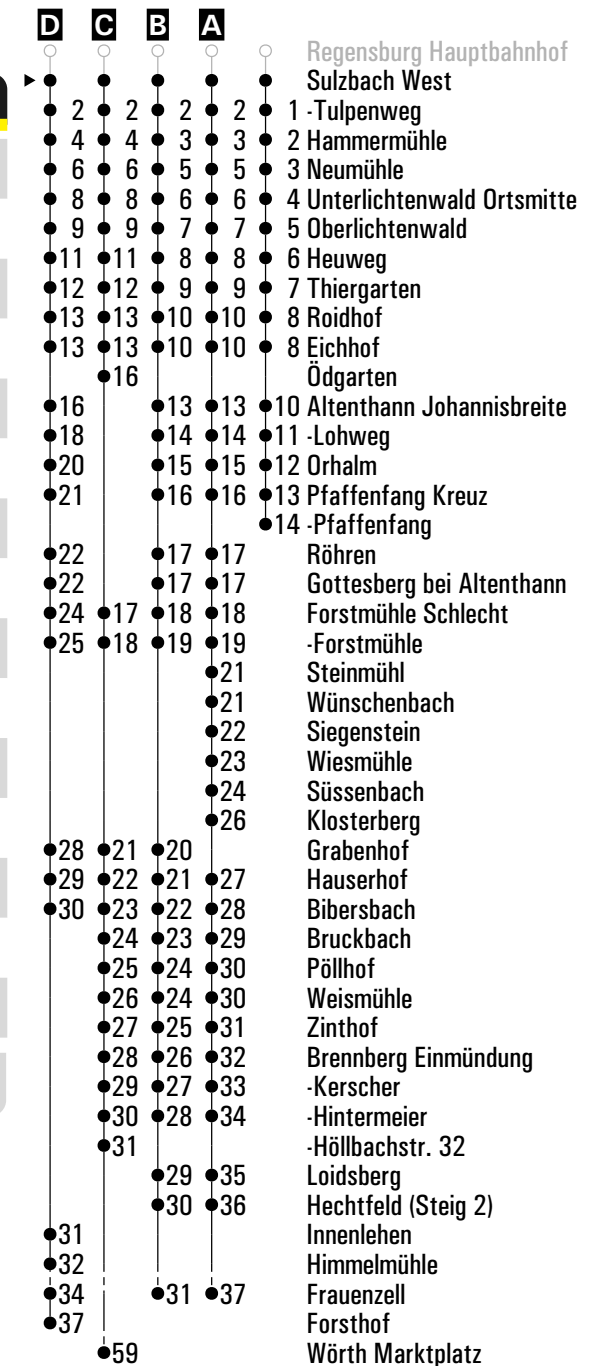 D C B A
Regensburg Hauptbahnhof
Sulzbach West
2 2 2 2 1 -Tulpenweg
4 4 3 3 2 Hammermühle
6 6 5 5 3 Neumühle
8 8 6 6 4 Unterlichtenwald Ortsmitte
9 9 7 7 5 Oberlichtenwald
11 11 8 8 6 Heuweg
12 12 9 9 7 Thiergarten
13 13 10 10 8 Roidhof
13 13 10 10 8 Eichhof
16 Ödgarten
16 13 13 10 Altenthann Johannisbreite
18 14 14 11 -Lohweg
20 15 15 12 Orhalm
21 16 16 13 Pfaffenfang Kreuz
14 -Pfaffenfang
22 17 17 Röhren
22 17 17 Gottesberg bei Altenthann
24 17 18 18 Forstmühle Schlecht
25 18 19 19 -Forstmühle
21 Steinmühl
21 Wünschenbach
22 Siegenstein
23 Wiesmühle
24 Süssenbach
26 Klosterberg
28 21 20 Grabenhof
29 22 21 27 Hauserhof
30 23 22 28 Bibersbach
24 23 29 Bruckbach
25 24 30 Pöllhof
26 24 30 Weismühle
27 25 31 Zinthof
28 26 32 Brennberg Einmündung
29 27 33 -Kerscher
30 28 34 -Hintermeier
31 -Höllbachstr. 32
29 35 Loidsberg
30 36 Hechtfeld (Steig 2)
31 Innenlehen
32 Himmelmühle
34 31 37 Frauenzell
37 Forsthof
59 Wörth Marktplatz